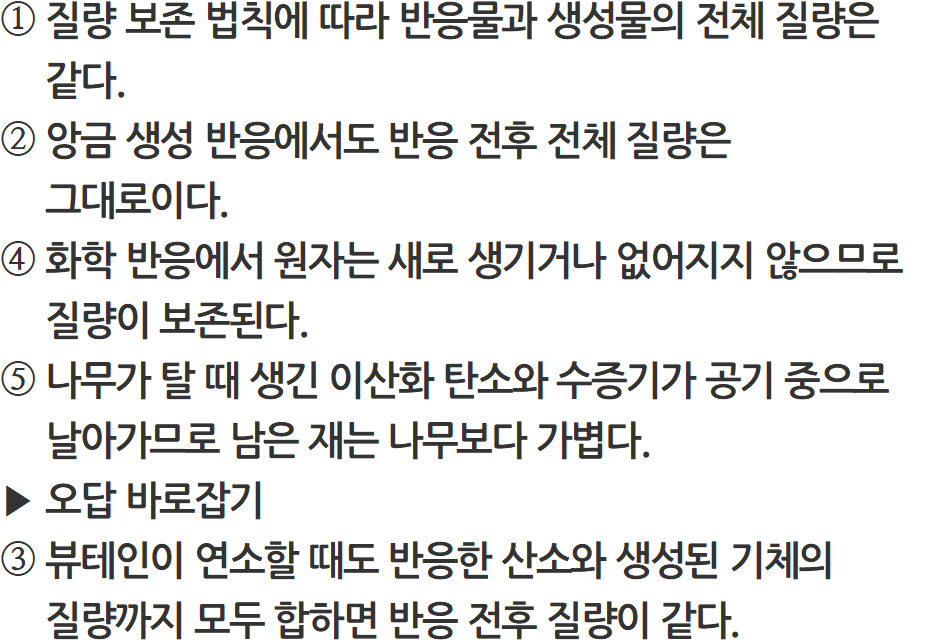 ① 질량 보존 법칙에 따라 반응물과 생성물의 전체 질량은
같다.
② 앙금 생성 반응에서도 반응 전후 전체 질량은
그대로이다.
④ 화학 반응에서 원자는 새로 생기거나 없어지지 않으므로
질량이 보존된다.
⑤ 나무가 탈 때 생긴 이산화 탄소와 수증기가 공기 중으로
날아가므로 남은 재는 나무보다 가볍다.
▶ 오답 바로잡기
③ 뷰테인이 연소할 때도 반응한 산소와 생성된 기체의
질량까지 모두 합하면 반응 전후 질량이 같다.